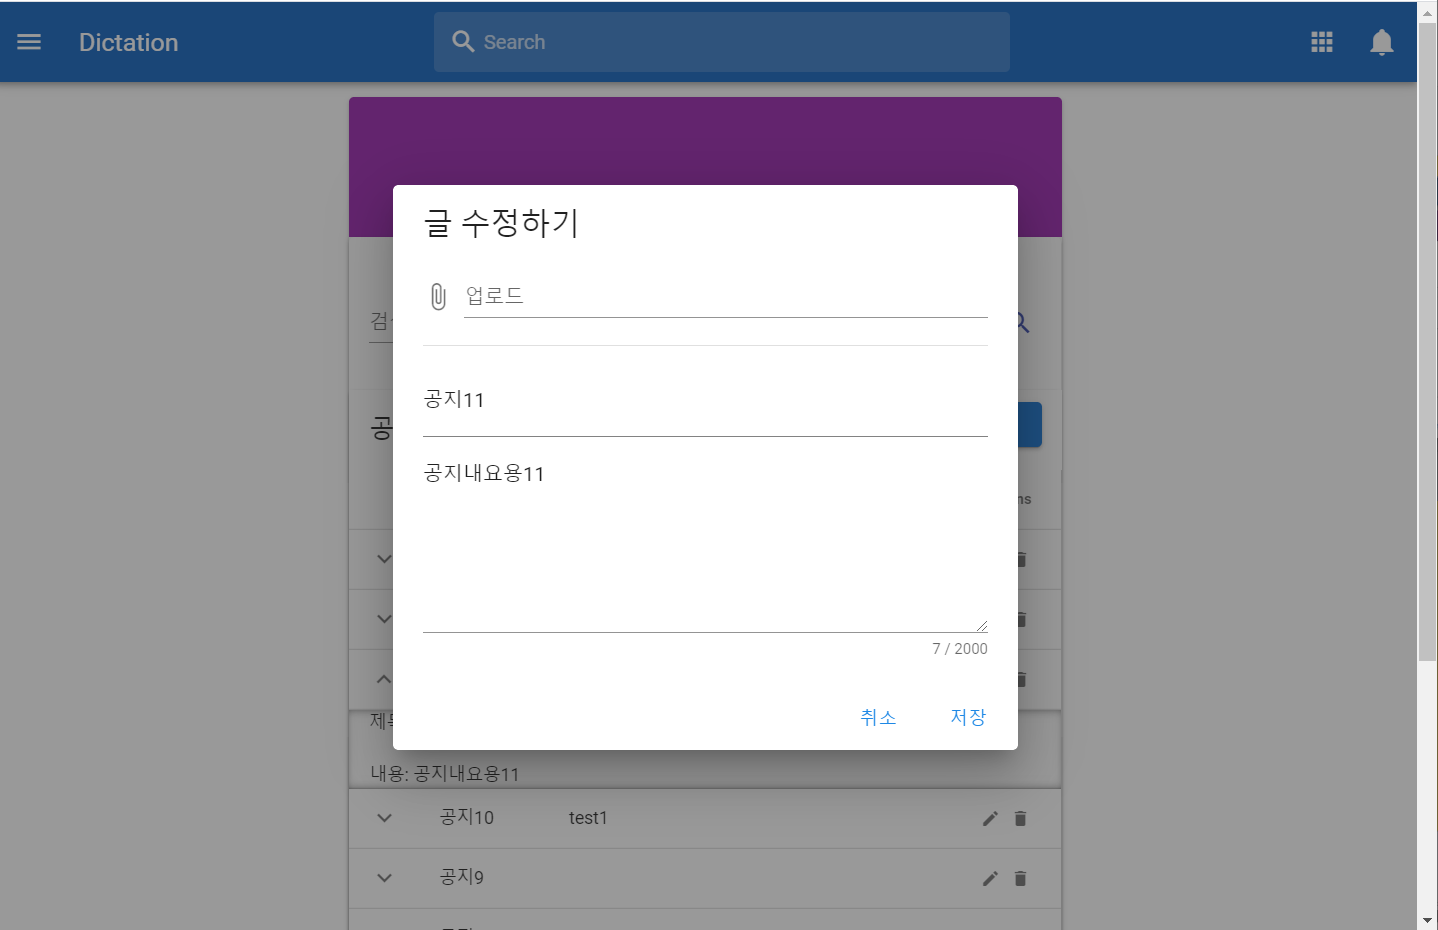 Dictation
Search
글 수정하기
업로드
공지11
공지내요용11
7 / 2000
취소
저장
내용: 공지내요용11
공지10 test1
공지9